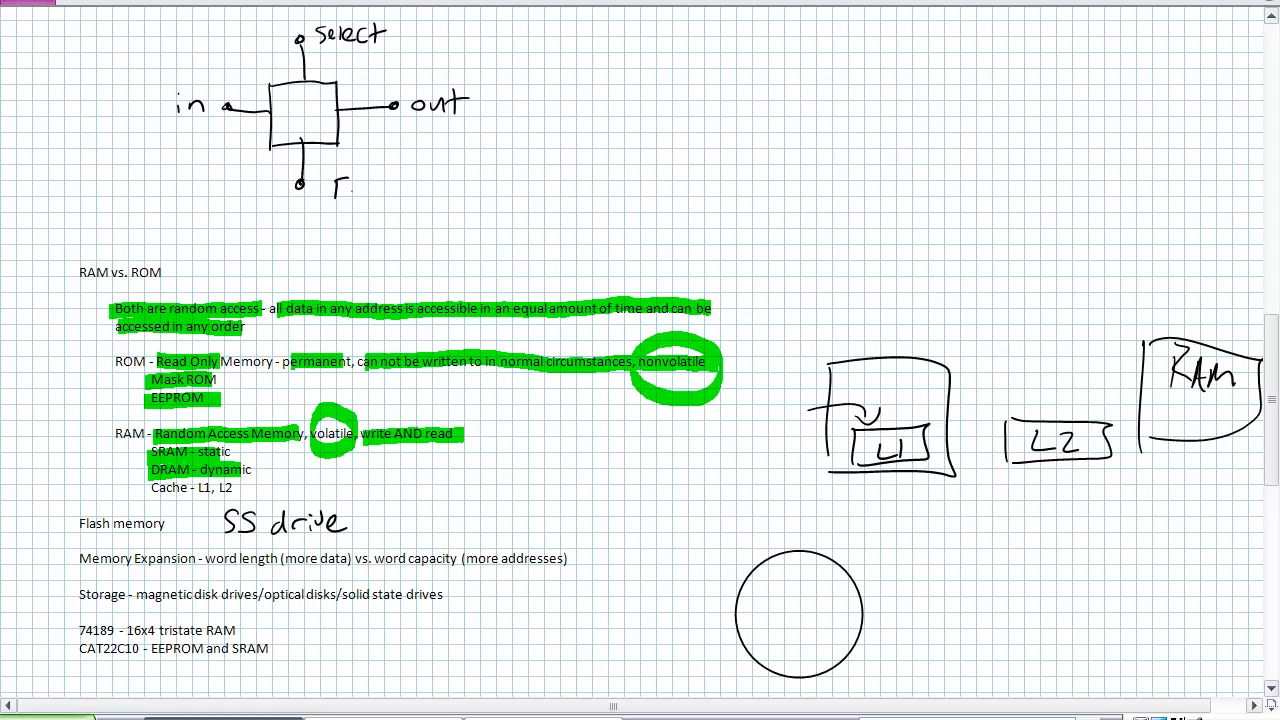 select
in
out
r
RAM vs. ROM
Both are random access - all data in any address is accessible in an equal amount of time and can be
accessed in any order
ROM - Read Only Memory - permanent, can not be written to in normal circumstances, nonvolatile
Mask ROM
EEPROM
RAM - Random Access Memory, volatile, write AND read
SRAM - static
DRAM - dynamic
Cache - L1, L2
RAM
L1
L2
Flash memory SS drive
Memory Expansion - word length (more data) vs. word capacity (more addresses)
Storage - magnetic disk drives/optical disks/solid state drives
74189 - 16x4 tristate RAM
CAT22C10 - EEPROM and SRAM